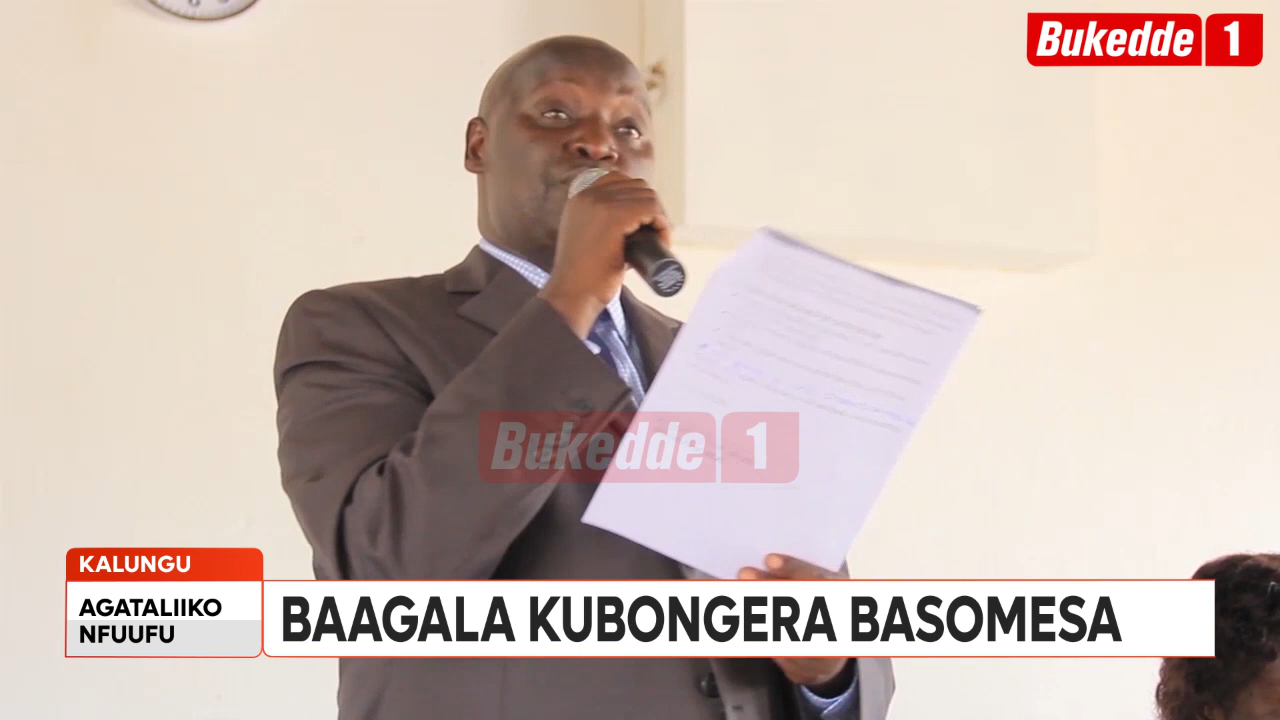 Bukedde 1
Bukedde 1
KALUNGU
AGATALIIKO
NFUUFU
BAAGALA KUBONGERA BASOMESA